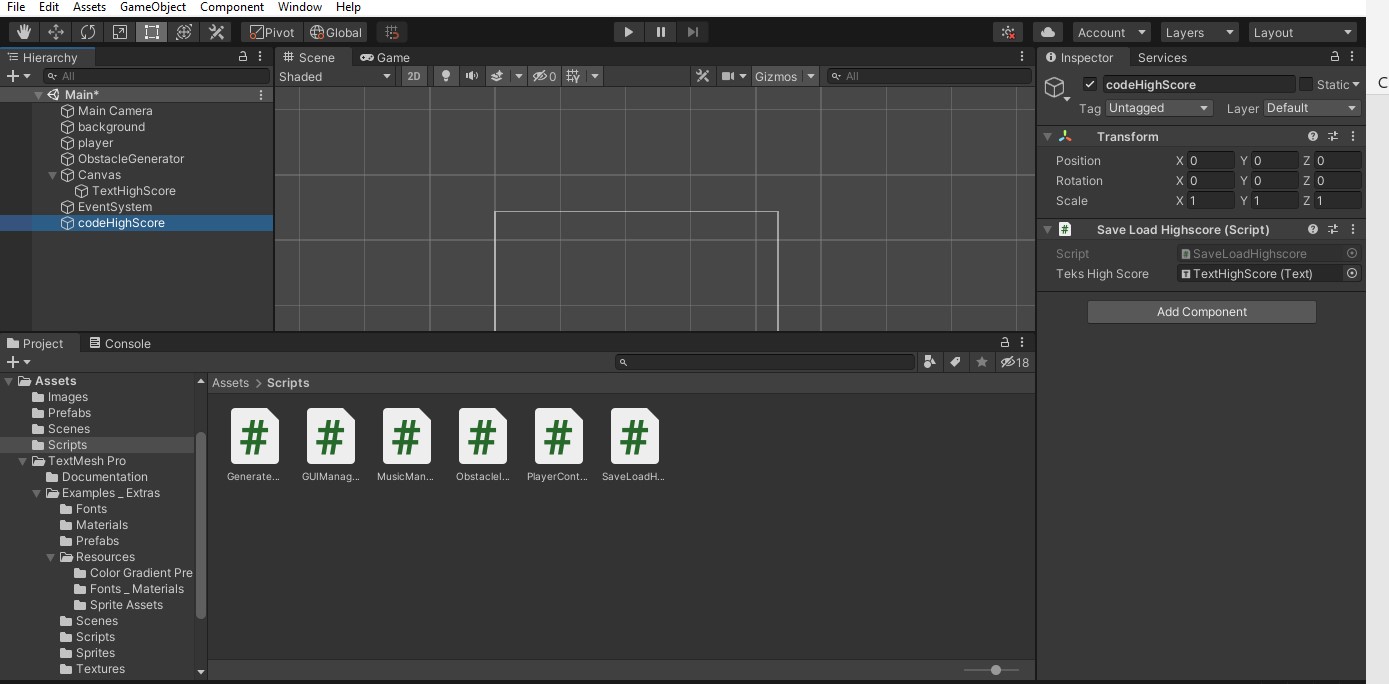 File Edit Assets GameObject Component Window Help
Pivot Global Account Layers Layout
Hierarchy
All
Main*
Main Camera
background
player
ObstacleGenerator
Canvas
TextHighScore
EventSystem
codeHighScore
Scene Game
Shaded 2D 0 Gizmos All
Inspector Services
codeHighScore Static
Tag Untagged Layer Default
Transform
Position X 0 Y 0 Z 0
Rotation X 0 Y 0 Z 0
Scale X 1 Y 1 Z 1
# Save Load Highscore (Script)
Script SaveLoadHighscore
Teks High Score TextHighScore (Text)
Add Component
C
Project Console
18
Assets
Images
Prefabs
Scenes
Scripts
TextMesh Pro
Documentation
Examples _ Extras
Fonts
Materials
Prefabs
Resources
Color Gradient Pre
Fonts _ Materials
Sprite Assets
Scenes
Scripts
Sprites
Textures
Assets > Scripts
# # # # # #
Generate... GUIManag... MusicMan... ObstacleI... PlayerCont... SaveLoadH...